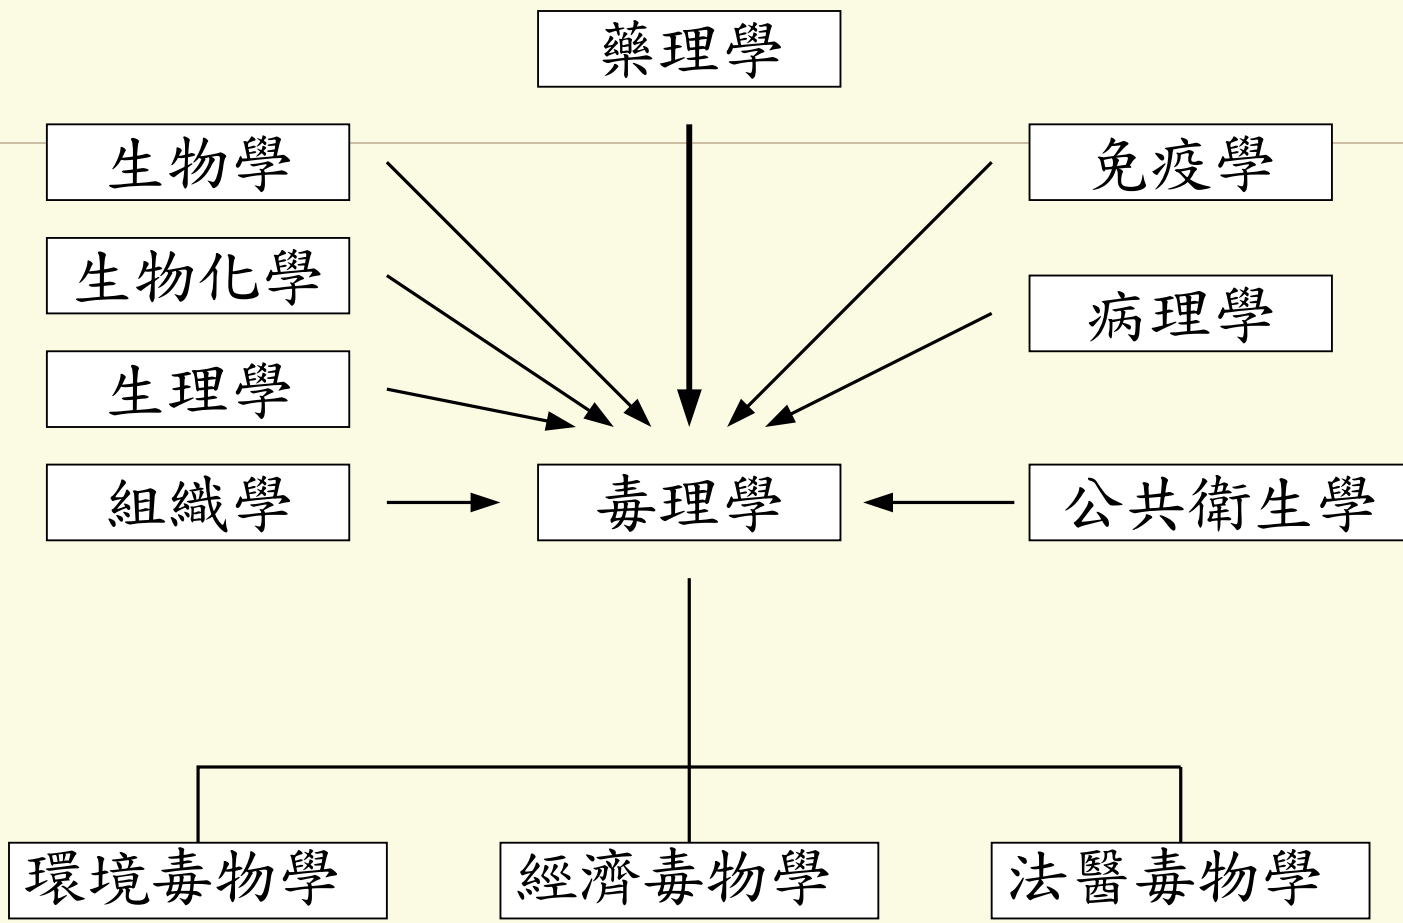 藥理學
生物學
免疫學
生物化學
病理學
生理學
組織學
毒理學
公共衛生學
環境毒物學
經濟毒物學
法醫毒物學